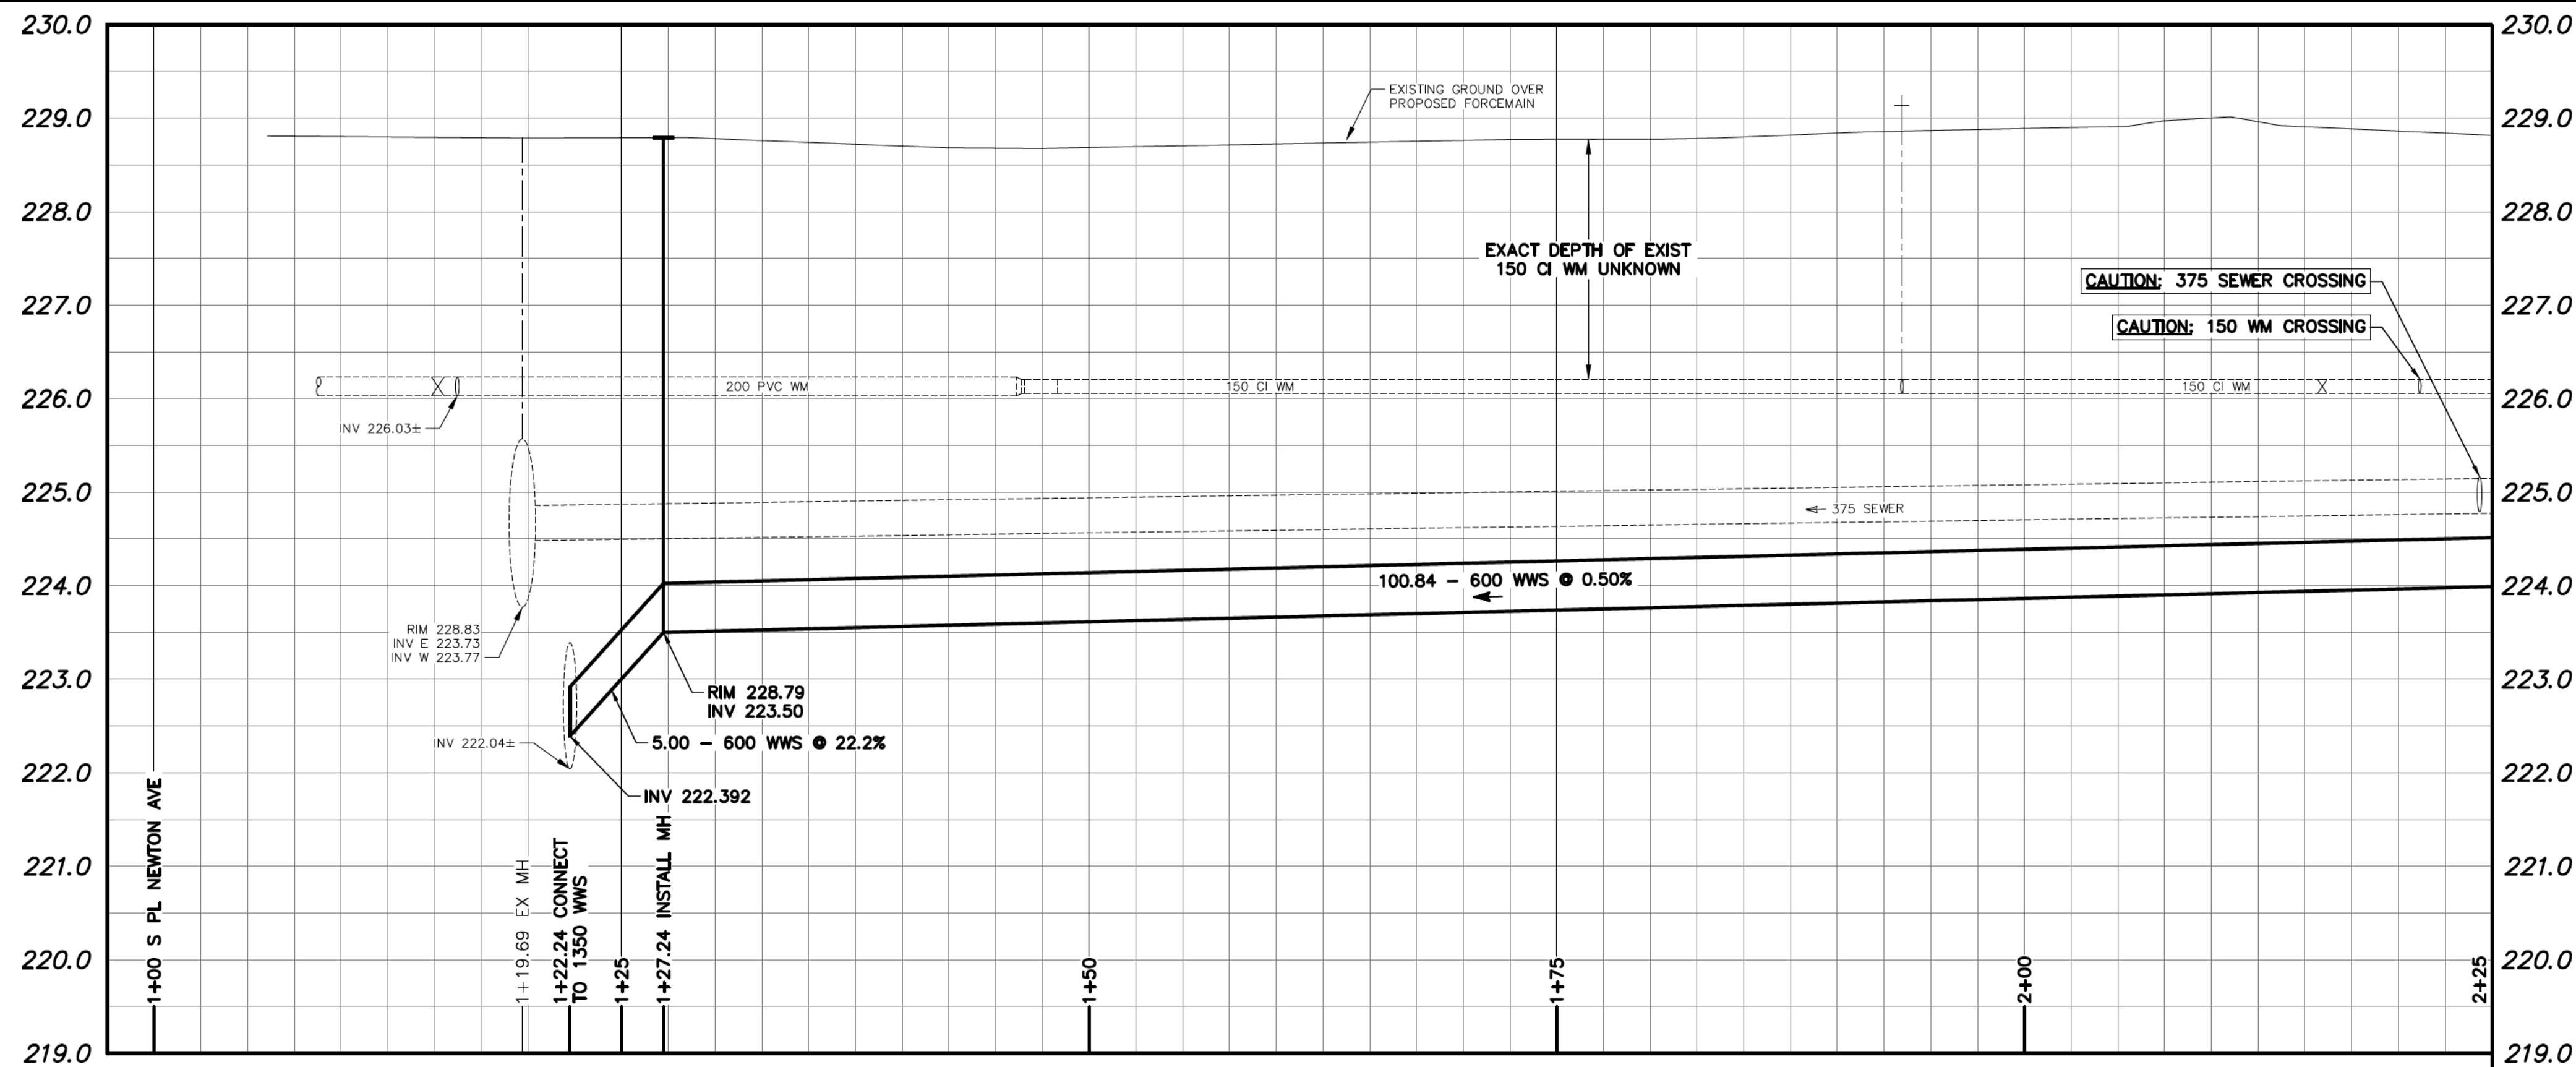 230.0
230.0
229.0
229.0
EXISTING GROUND OVER
PROPOSED FORCEMAIN
228.0
228.0
EXACT DEPTH OF EXIST
150 CI WM UNKNOWN
CAUTION: 375 SEWER CROSSING
227.0
227.0
CAUTION: 150 WM CROSSING
200 PVC WM
150 CI WM
150 CI WM
226.0
226.0
INV 226.03±
225.0
225.0
375 SEWER
224.0
224.0
100.84 - 600 WWS @ 0.50%
RIM 228.83
INV E 223.73
INV W 223.77
223.0
223.0
RIM 228.79
INV 223.50
INV 222.04±
5.00 - 600 WWS @ 22.2%
222.0
222.0
INV 222.392
221.0
221.0
220.0
220.0
219.0
219.0
1+00 S PL NEWTON AVE
1+19.69 EX MH
1+22.24 CONNECT
TO 1350 WWS
1+25
1+27.24 INSTALL MH
1+50
1+75
2+00
2+25